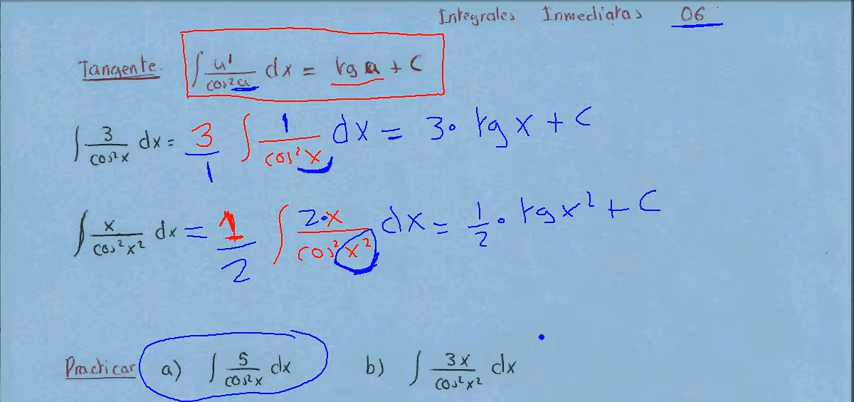 Integrales Inmediatas 06
Tangente. ∫ u'/cos²u dx = tg u + C
∫ 3/cos²x dx = 3/1 ∫ 1/cos²x dx = 3· tg x + C
∫ x/cos²x² dx = 1/2 ∫ 2·x/cos²x² dx = 1/2 · tg x² + C
Practicar a) ∫ 5/cos²x dx b) ∫ 3x/cos²x² dx